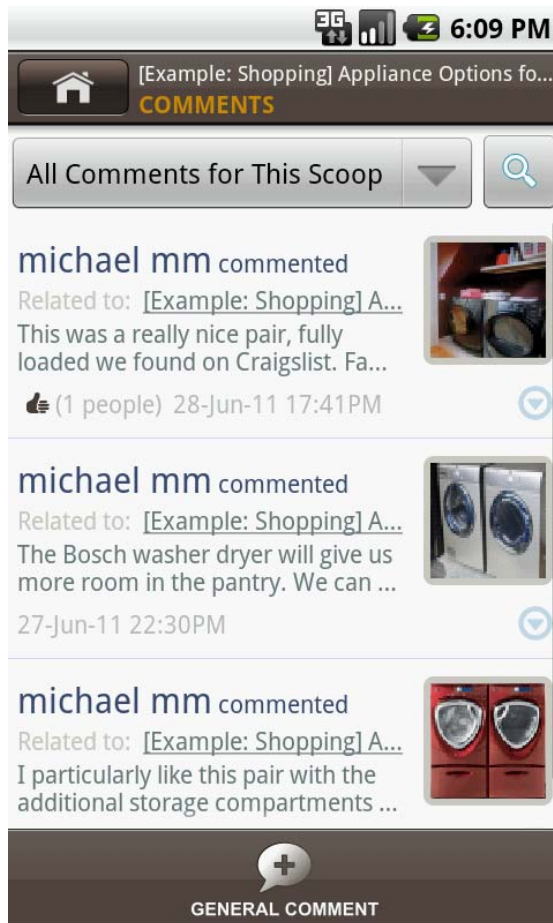 3G 6:09 PM
[Example: Shopping] Appliance Options fo...
COMMENTS
All Comments for This Scoop
michael mm commented
Related to: [Example: Shopping] A...
This was a really nice pair, fully
loaded we found on Craigslist. Fa...
(1 people) 28-Jun-11 17:41PM
michael mm commented
Related to: [Example: Shopping] A...
The Bosch washer dryer will give us
more room in the pantry. We can ...
27-Jun-11 22:30PM
michael mm commented
Related to: [Example: Shopping] A...
I particularly like this pair with the
additional storage compartments ...
GENERAL COMMENT